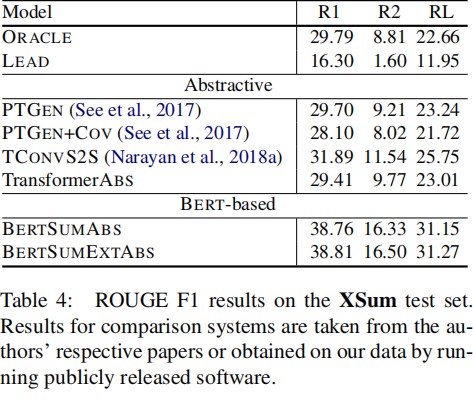 Model R1 R2 RL
ORACLE 29.79 8.81 22.66
LEAD 16.30 1.60 11.95
Abstractive
PTGEN (See et al., 2017) 29.70 9.21 23.24
PTGEN+COV (See et al., 2017) 28.10 8.02 21.72
TCONVS2S (Narayan et al., 2018a) 31.89 11.54 25.75
TransformerABS 29.41 9.77 23.01
BERT-based
BERTSUMABS 38.76 16.33 31.15
BERTSUMEXTABS 38.81 16.50 31.27
Table 4: ROUGE F1 results on the XSum test set.
Results for comparison systems are taken from the au-
thors' respective papers or obtained on our data by run-
ning publicly released software.